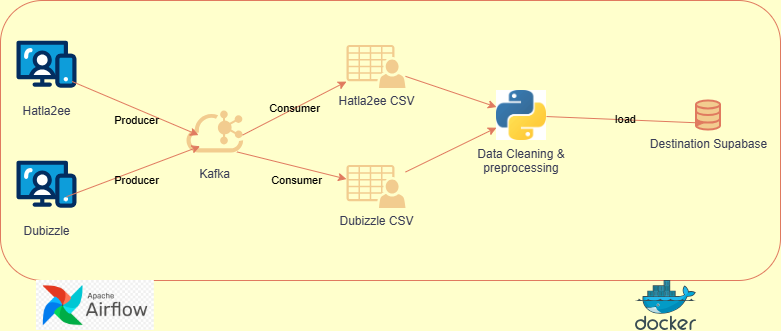 Hatla2ee
Producer
Dubizzle
Producer
Kafka
Consumer
Consumer
Hatla2ee CSV
Dubizzle CSV
Data Cleaning &
preprocessing
load
Destination Supabase
Apache
Airflow
docker